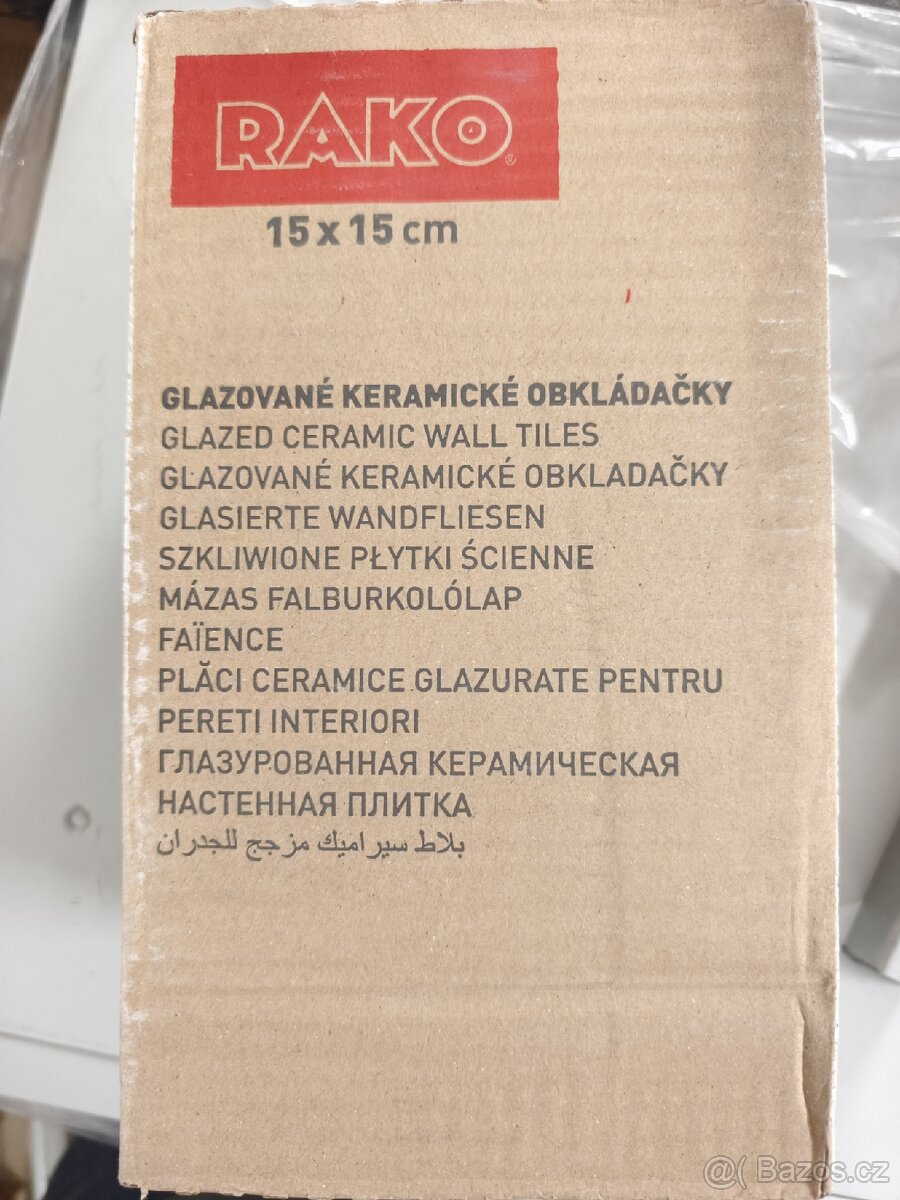 RAKO®
15 x 15 cm
GLAZOVANÉ KERAMICKÉ OBKLÁDAČKY
GLAZED CERAMIC WALL TILES
GLAZOVANÉ KERAMICKÉ OBKLADAČKY
GLASIERTE WANDFLIESEN
SZKLIWIONE PŁYTKI ŚCIENNE
MÁZAS FALBURKOLÓLAP
FAÏENCE
PLĂCI CERAMICE GLAZURATE PENTRU
PERETI INTERIORI
ГЛАЗУРОВАННАЯ КЕРАМИЧЕСКАЯ
НАСТЕННАЯ ПЛИТКА
بلاط سيراميك مزجج للجدران
@( Bazos.cz